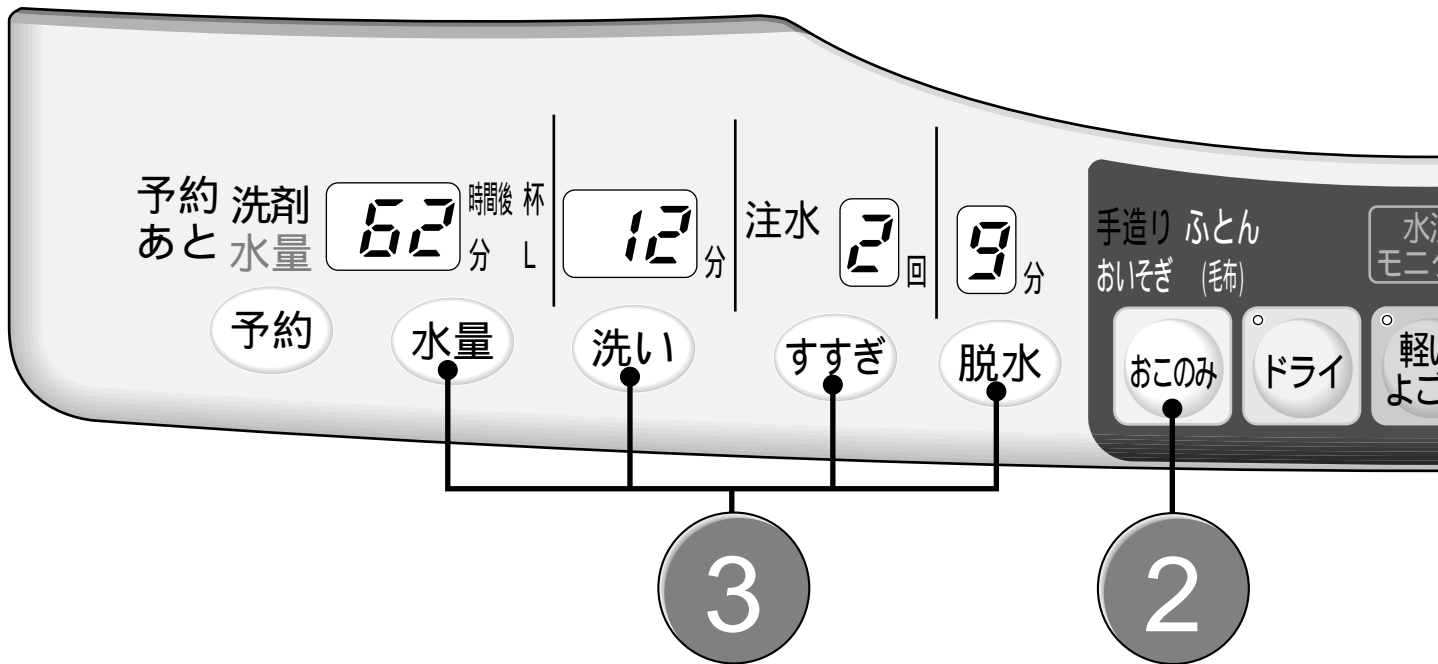 予約 洗剤 62 時間後 杯
あと 水量 分 L
12 分
注水 2 回
9 分
予約
水量
洗い
すすぎ
脱水
手造り ふとん
おいそぎ (毛布)
おこのみ
ドライ
3
2